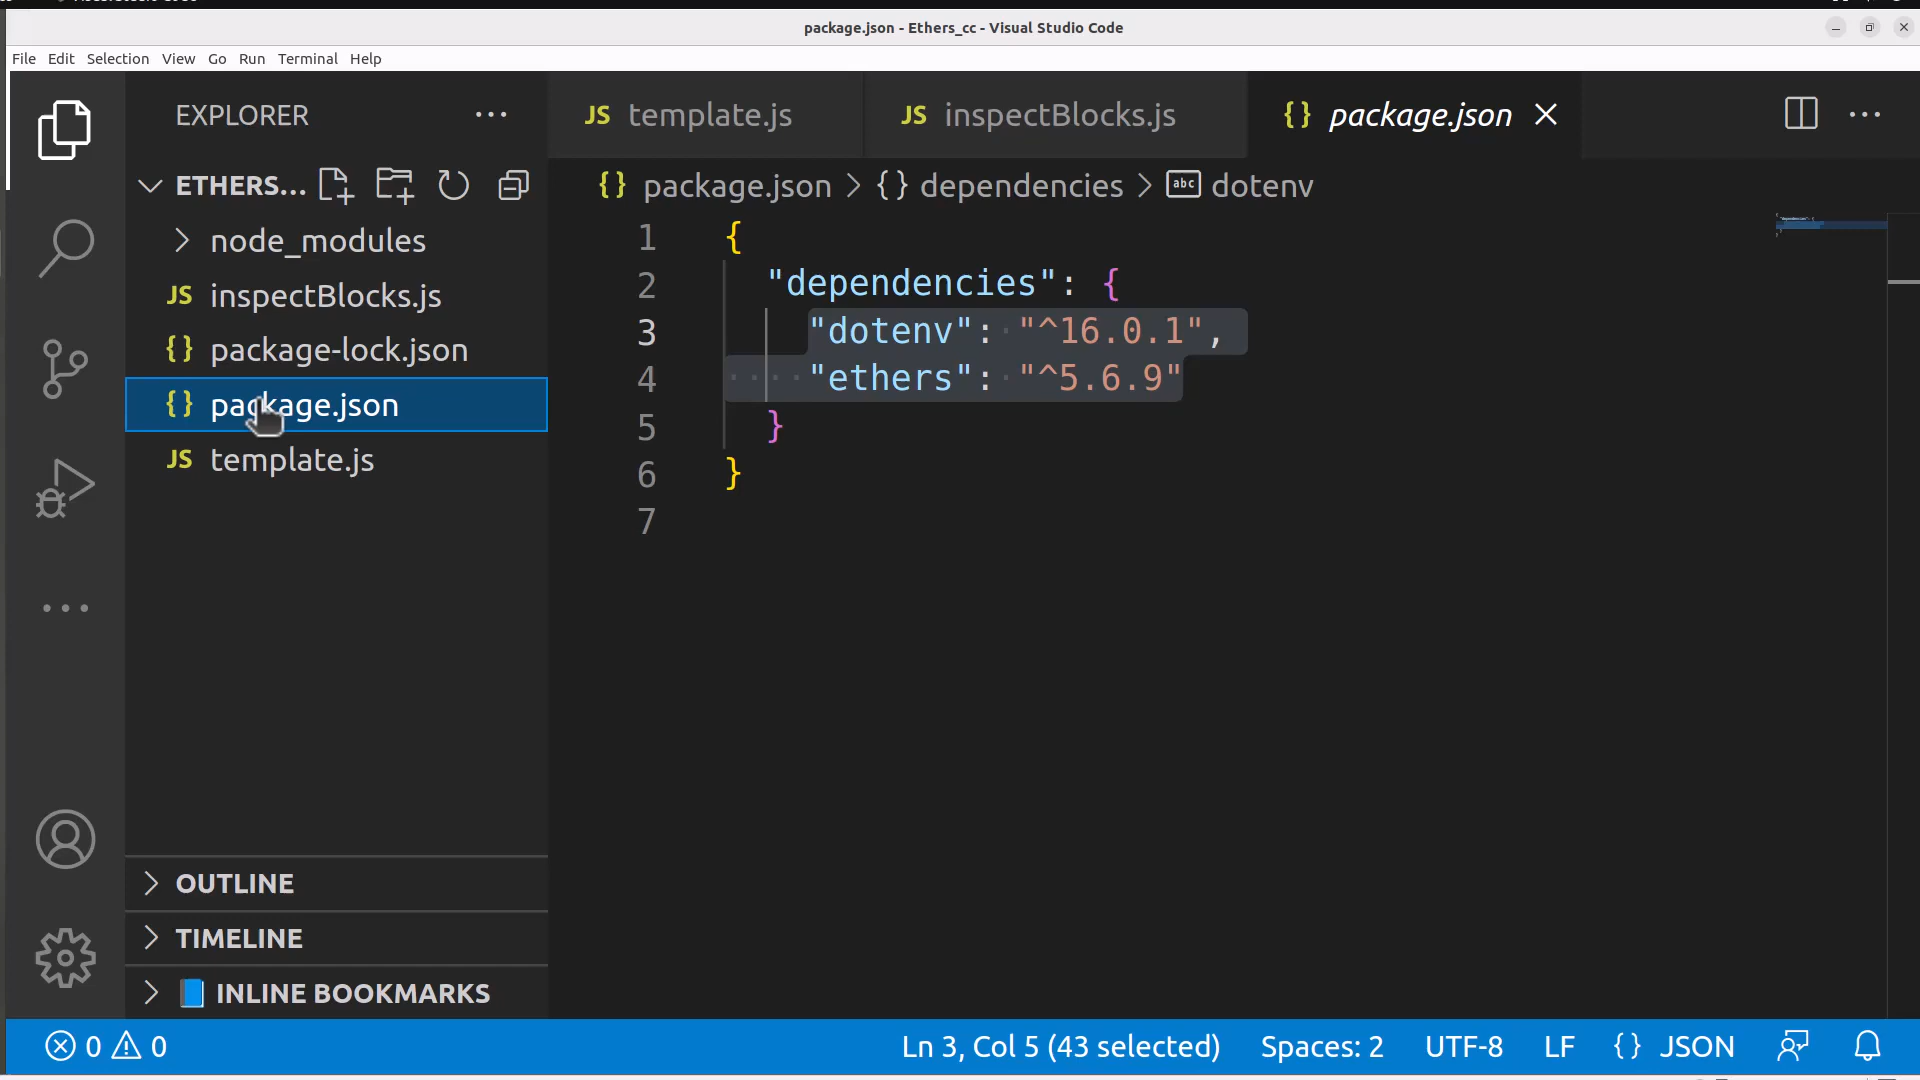 package.json - Ethers_cc - Visual Studio Code
File Edit Selection View Go Run Terminal Help
EXPLORER
JS template.js
JS inspectBlocks.js
{} package.json
ETHERS...
{} package.json > {} dependencies > abc dotenv
node_modules
JS inspectBlocks.js
{} package-lock.json
{} package.json
JS template.js
1 {
2 "dependencies": {
3 "dotenv": "^16.0.1",
4 "ethers": "^5.6.9"
5 }
6 }
7
OUTLINE
TIMELINE
INLINE BOOKMARKS
0 0
Ln 3, Col 5 (43 selected) Spaces: 2 UTF-8 LF {} JSON